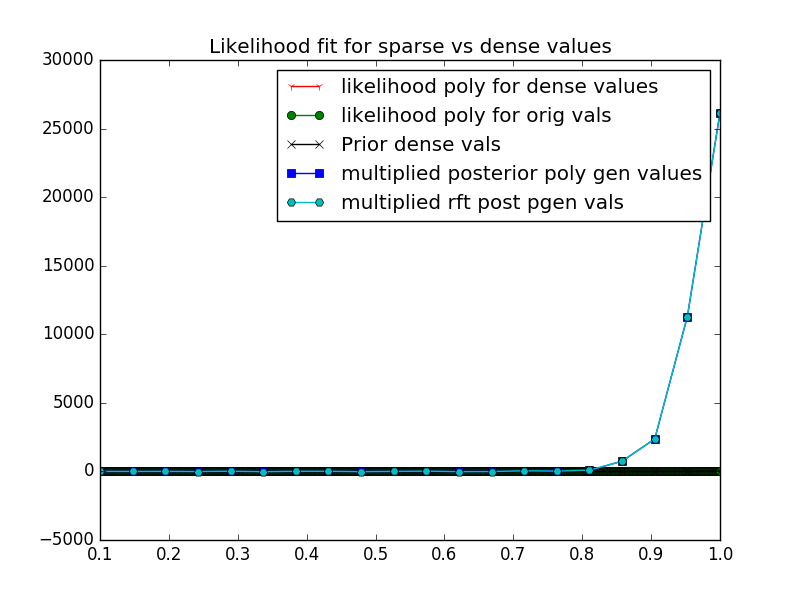 Likelihood fit for sparse vs dense values
30000
25000
20000
15000
10000
5000
0
−5000
likelihood poly for dense values
likelihood poly for orig vals
Prior dense vals
multiplied posterior poly gen values
multiplied rft post pgen vals
0.1 0.2 0.3 0.4 0.5 0.6 0.7 0.8 0.9 1.0